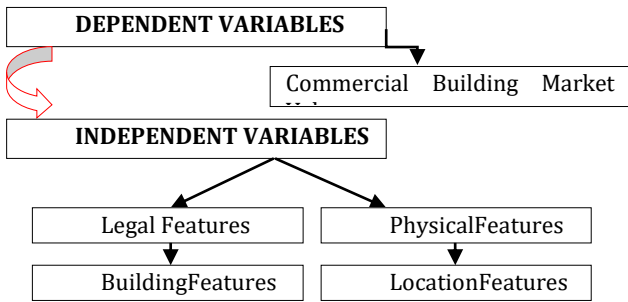 DEPENDENT VARIABLES
Commercial Building Market
INDEPENDENT VARIABLES
Legal Features
PhysicalFeatures
BuildingFeatures
LocationFeatures